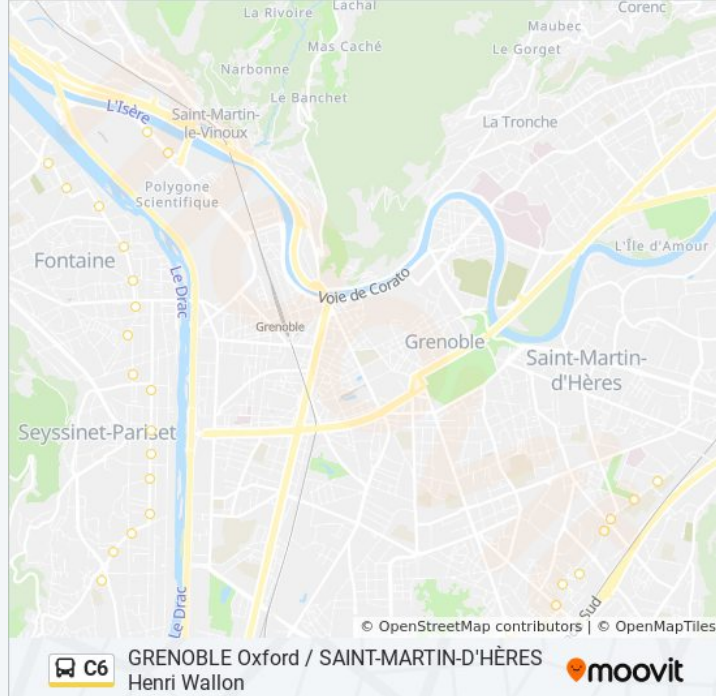 La Rivoire
Lachal
Corenc
Maubec
Mas Caché
Le Gorget
Narbonne
Le Banchet
L'Isère
Saint-Martin-
le-Vinoux
La Tronche
Polygone
Scientifique
L'Île d'Amour
Fontaine
Le Drac
Voie de Corato
Grenoble
Grenoble
Saint-Martin-
d'Hères
Seyssinet-Pariset
Le Drac
Sud
© OpenStreetMap contributors | © OpenMapTiles
C6
GRENOBLE Oxford / SAINT-MARTIN-D'HÈRES
Henri Wallon
moovit